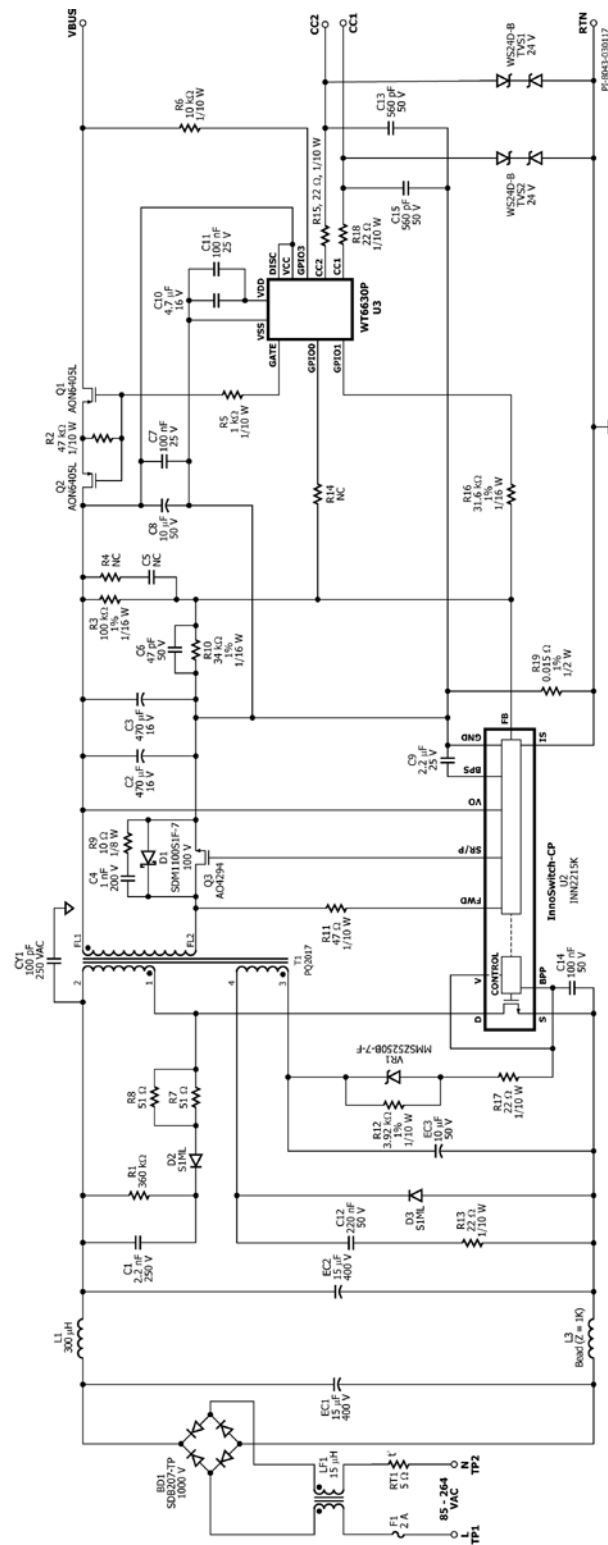 BD1
SDB207-TP
1000 V
LF1
15 µH
F1
2 A
RT1
5 Ω
t°
L
TP1
85 - 264
VAC
N
TP2
EC1
15 µF
400 V
L1
300 µH
L3
Bead (Z = 1K)
EC2
15 µF
400 V
C1
2.2 nF
250 V
R1
360 kΩ
D2
S1ML
R8
51 Ω
R7
51 Ω
C12
220 nF
50 V
R13
22 Ω
1/10 W
D3
S1ML
EC3
10 µF
50 V
R12
3.92 kΩ
1%
1/10 W
VR1
MMSZ5250B-7-F
R17
22 Ω
1/10 W
C14
100 nF
50 V
CY1
100 pF
250 VAC
2
1
4
3
FL1
FL2
T1
PQ2017
C4
1 nF
200 V
R9
10 Ω
1/8 W
D1
SDM1100S1F-7
100 V
Q3
AO4294
R11
47 Ω
1/10 W
D
S
V
BPP
CONTROL
FWD
SR/P
VO
BPS
GND
FB
IS
InnoSwitch-CP
U2
INN2215K
C2
470 µF
16 V
C3
470 µF
16 V
C6
47 pF
50 V
R10
34 kΩ
1%
1/16 W
C9
2.2 µF
25 V
R19
0.015 Ω
1%
1/2 W
R3
100 kΩ
1%
1/16 W
R4
NC
C5
NC
C8
10 µF
50 V
C7
100 nF
25 V
Q2
AON6405L
R2
47 kΩ
1/10 W
Q1
AON6405L
R5
1 kΩ
1/10 W
R14
NC
R16
31.6 kΩ
1%
1/16 W
C10
4.7 µF
16 V
C11
100 nF
25 V
GATE
VSS
VDD
DISC
VCC
GPIO3
CC2
CC1
GPIO0
GPIO1
WT6630P
U3
R6
10 kΩ
1/10 W
R15, 22 Ω, 1/10 W
R18
22 Ω
1/10 W
C15
560 pF
50 V
C13
560 pF
50 V
WS24D-B
TVS2
24 V
WS24D-B
TVS1
24 V
VBUS
CC2
CC1
RTN
PI-8043-030117